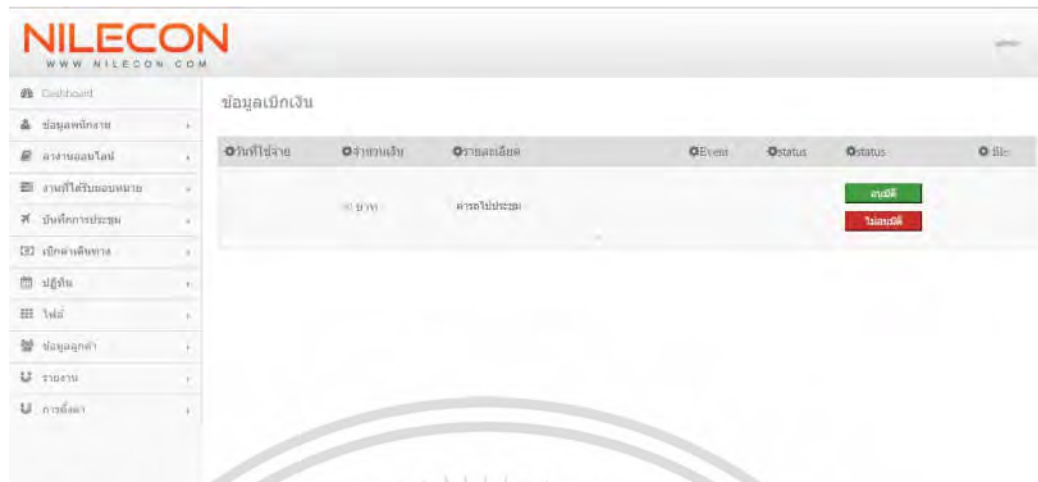 NILECON
WWW.NILECON.COM
admin
Dashboard
ข้อมูลเบิกเงิน
ข้อมูลพนักงาน
ลางานออนไลน์
งานที่ได้รับมอบหมาย
บันทึกการประชุม
เบิกค่าเดินทาง
ปฏิทิน
ไฟล์
ข้อมูลลูกค้า
รายงาน
การตั้งค่า
วันที่ใช้จ่าย จำนวนเงิน รายละเอียด Event status status file
บาท ค่ารถไปประชุม อนุมัติ
ไม่อนุมัติ